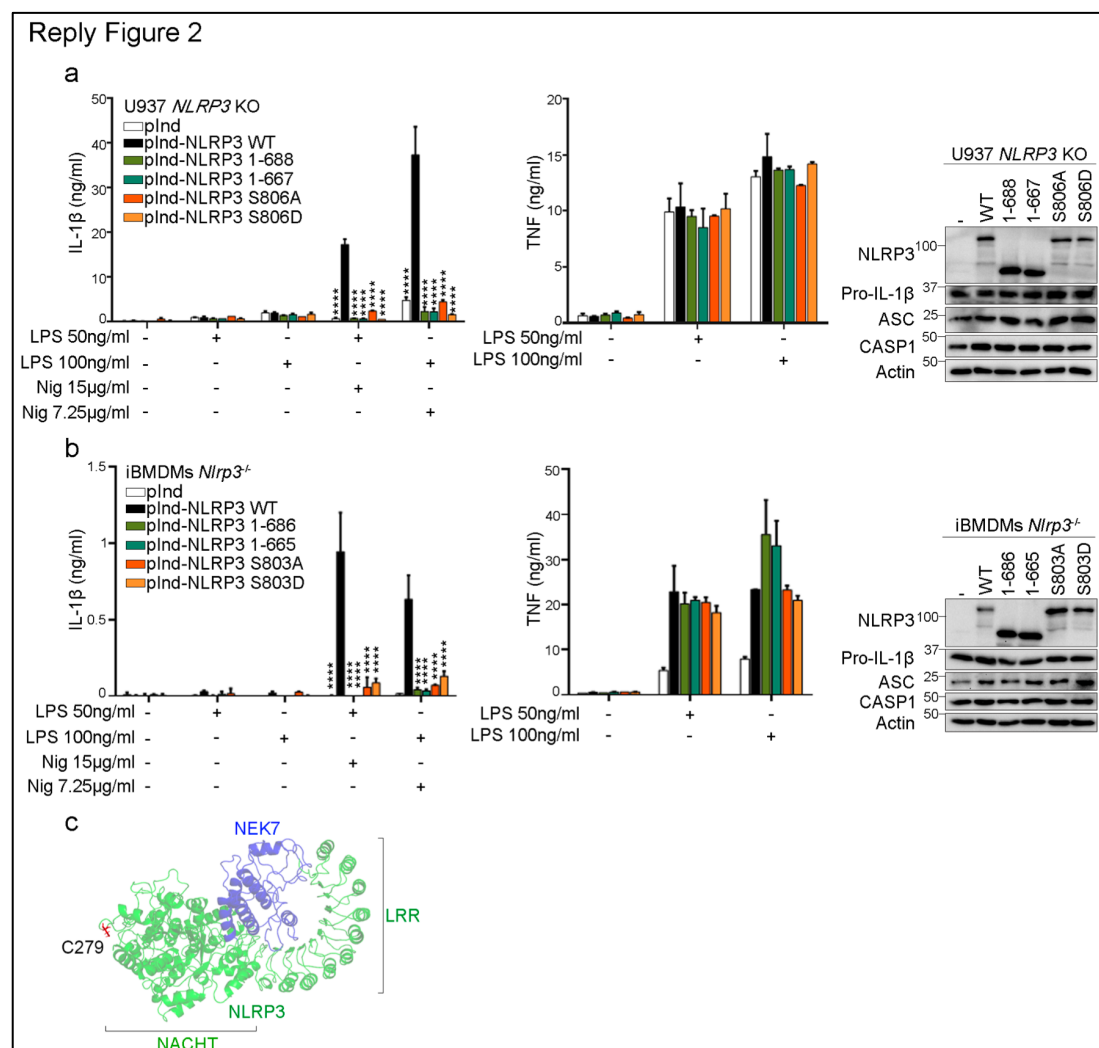 Reply Figure 2
a
50
40
30
20
10
0
IL-1β (ng/ml)
U937 NLRP3 KO
pInd
pInd-NLRP3 WT
pInd-NLRP3 1-688
pInd-NLRP3 1-667
pInd-NLRP3 S806A
pInd-NLRP3 S806D
**** **** **** **** ****
**** **** **** **** ****
LPS 50ng/ml - + - + -
LPS 100ng/ml - - + - +
Nig 15µg/ml - - - + -
Nig 7.25µg/ml - - - - +
20
15
10
5
0
TNF (ng/ml)
LPS 50ng/ml - + -
LPS 100ng/ml - - +
U937 NLRP3 KO
- WT 1-688 1-667 S806A S806D
NLRP3 100
Pro-IL-1β 37
ASC 25
CASP1 50
Actin 50
b
1.5
1
0.5
0
IL-1β (ng/ml)
iBMDMs Nlrp3-/-
pInd
pInd-NLRP3 WT
pInd-NLRP3 1-686
pInd-NLRP3 1-665
pInd-NLRP3 S803A
pInd-NLRP3 S803D
**** **** **** **** ****
**** **** **** ****
LPS 50ng/ml - + - + -
LPS 100ng/ml - - + - +
Nig 15µg/ml - - - + -
Nig 7.25µg/ml - - - - +
50
40
30
20
10
0
TNF (ng/ml)
LPS 50ng/ml - + -
LPS 100ng/ml - - +
iBMDMs Nlrp3-/-
- WT 1-686 1-665 S803A S803D
NLRP3 100
Pro-IL-1β 37
ASC 25
CASP1 50
Actin 50
c
NEK7
LRR
C279
NLRP3
NACHT